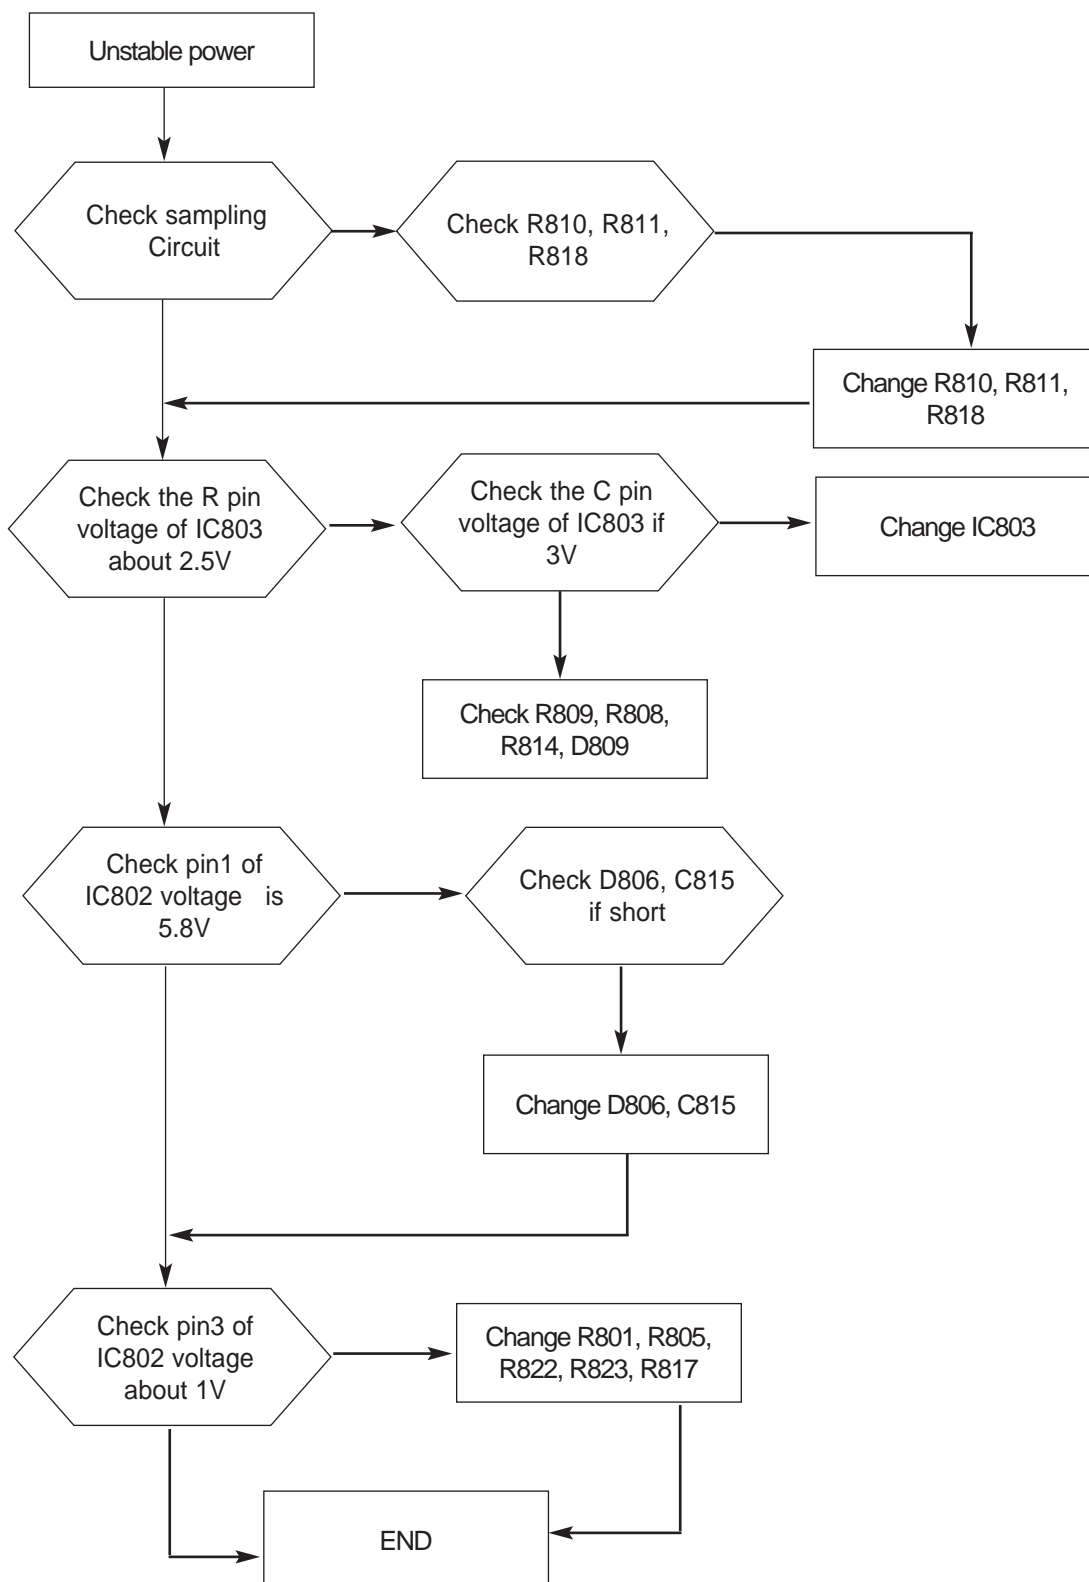 Unstable power
Check sampling
Circuit
Check R810, R811,
R818
Change R810, R811,
R818
Check the R pin
voltage of IC803
about 2.5V
Check the C pin
voltage of IC803 if
3V
Change IC803
Check R809, R808,
R814, D809
Check pin1 of
IC802 voltage is
5.8V
Check D806, C815
if short
Change D806, C815
Check pin3 of
IC802 voltage
about 1V
Change R801, R805,
R822, R823, R817
END